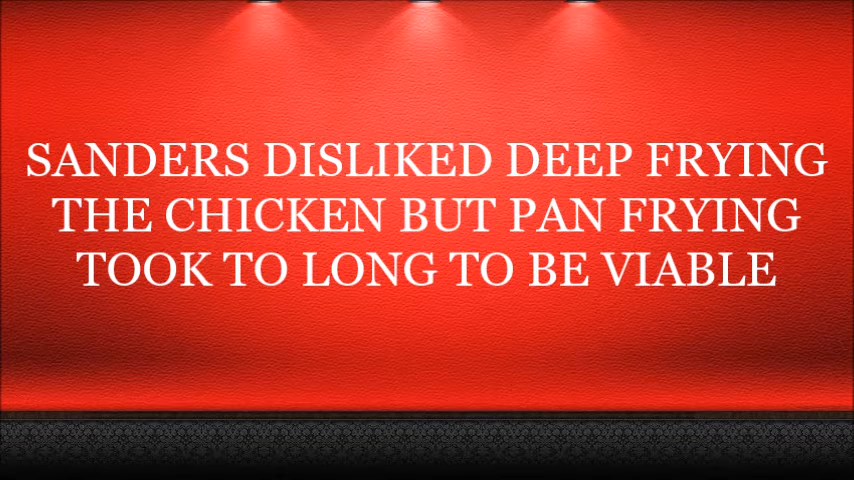 SANDERS DISLIKED DEEP FRYING
THE CHICKEN BUT PAN FRYING
TOOK TO LONG TO BE VIABLE